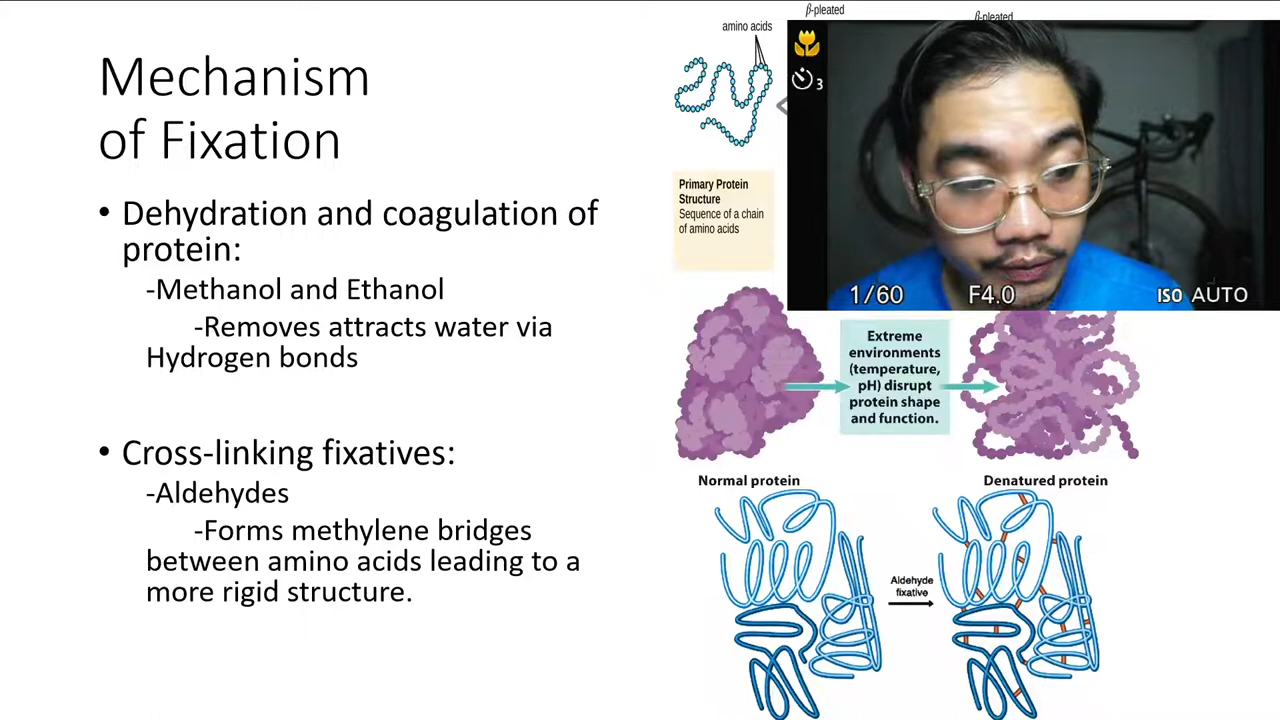 Mechanism
of Fixation
• Dehydration and coagulation of
protein:
-Methanol and Ethanol
-Removes attracts water via
Hydrogen bonds
• Cross-linking fixatives:
-Aldehydes
-Forms methylene bridges
between amino acids leading to a
more rigid structure.
β-pleated
β-pleated
amino acids
3
Primary Protein
Structure
Sequence of a chain
of amino acids
1/60 F4.0 ISO AUTO
Extreme
environments
(temperature,
pH) disrupt
protein shape
and function.
Normal protein
Denatured protein
Aldehyde
fixative